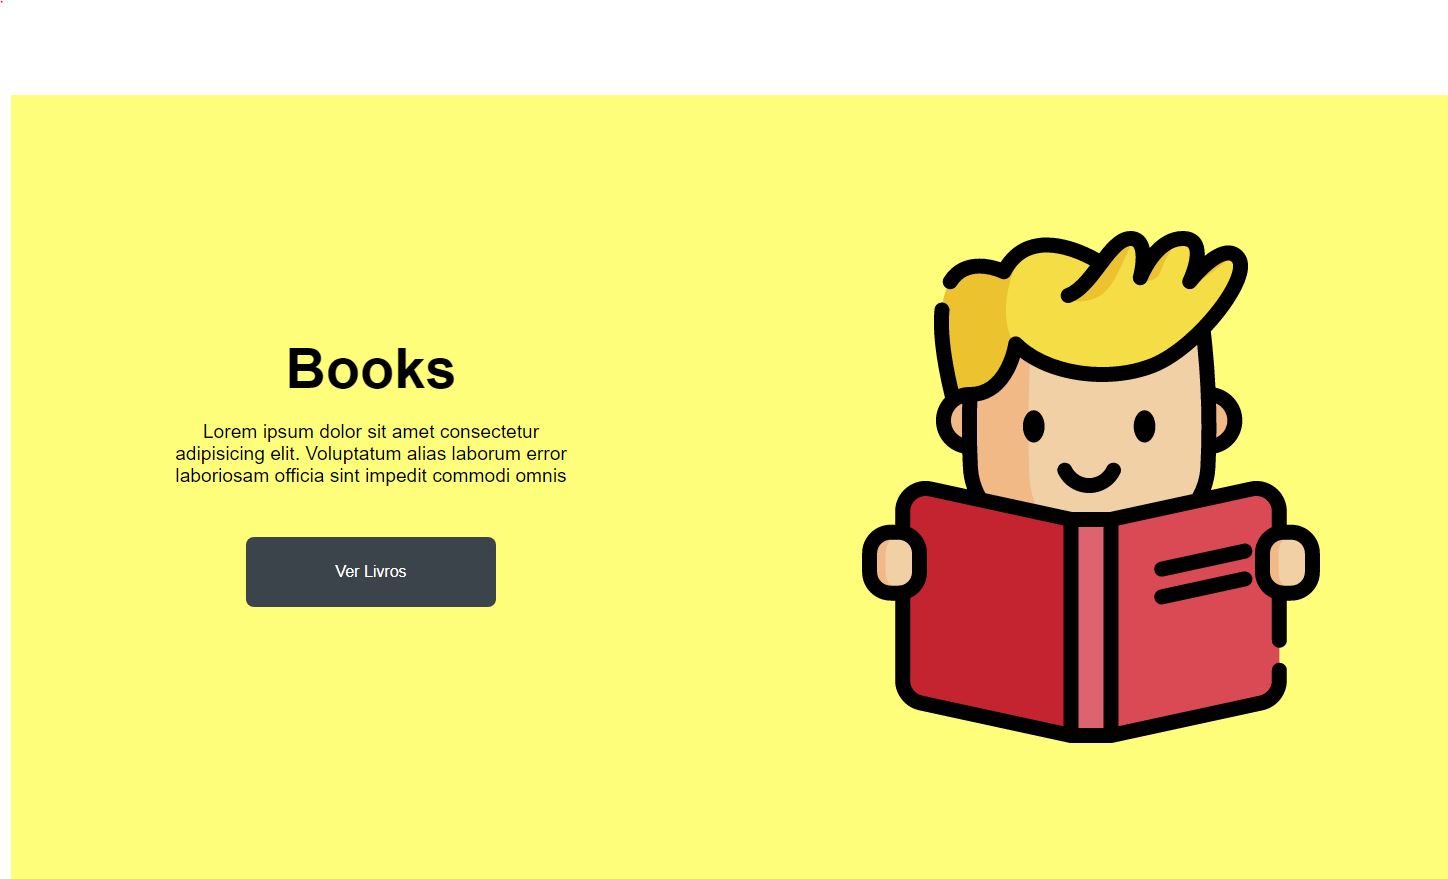 Books
Lorem ipsum dolor sit amet consectetur
adipisicing elit. Voluptatum alias laborum error
laboriosam officia sint impedit commodi omnis
Ver Livros